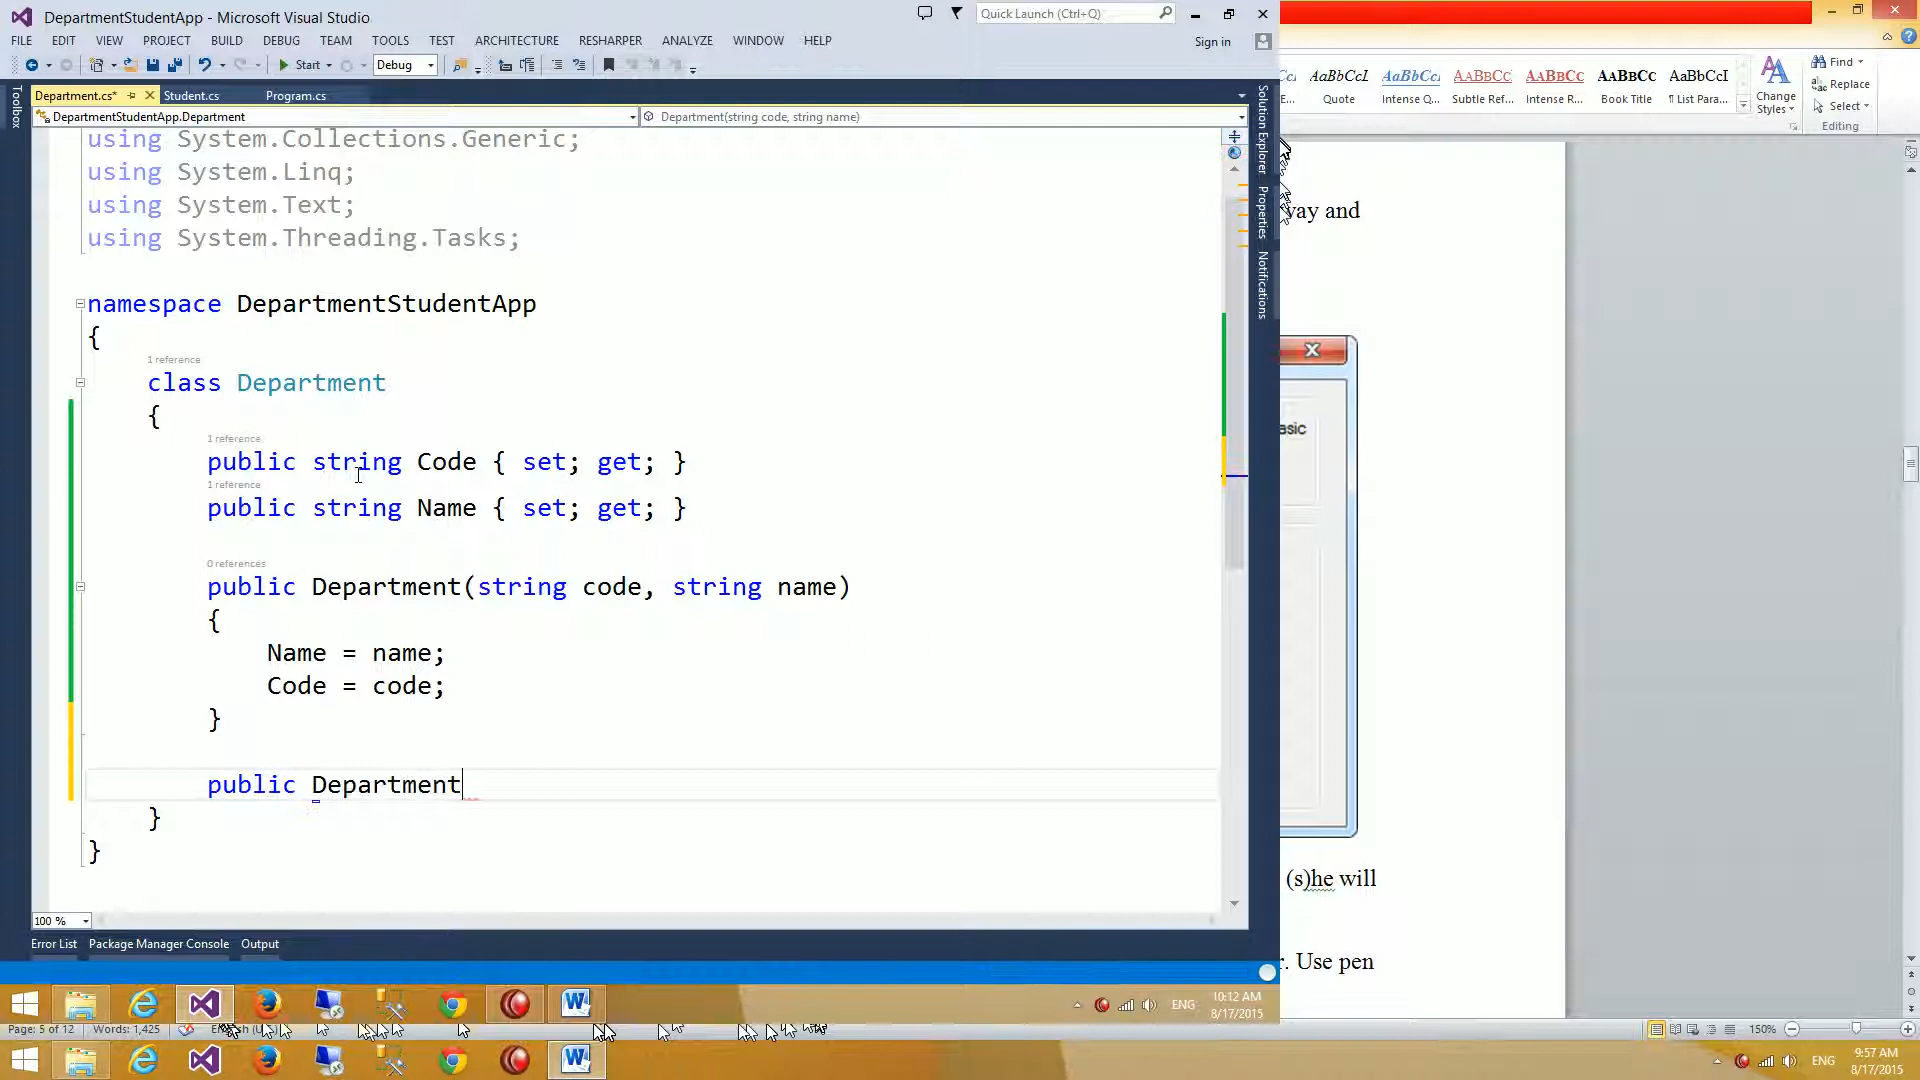 DepartmentStudentApp - Microsoft Visual Studio
Quick Launch (Ctrl+Q)
FILE EDIT VIEW PROJECT BUILD DEBUG TEAM TOOLS TEST ARCHITECTURE RESHARPER ANALYZE WINDOW HELP
Sign in
Start Debug
Department.cs* Student.cs Program.cs
DepartmentStudentApp.Department
Department(string code, string name)
using System.Collections.Generic;
using System.Linq;
using System.Text;
using System.Threading.Tasks;
namespace DepartmentStudentApp
{
1 reference
class Department
{
1 reference
public string Code { set; get; }
1 reference
public string Name { set; get; }
0 references
public Department(string code, string name)
{
Name = name;
Code = code;
}
public Department
}
}
100 %
Error List Package Manager Console Output
Toolbox
Solution Explorer
Properties
Notifications
AaBbCcI AaBbCcI AaBbCc AaBbCc AaBbCc AaBbCcI
E... Quote Intense Q... Subtle Ref... Intense R... Book Title ¶ List Para...
Change Styles
Find
Replace
Select
Editing
way and
asic
(s)he will
. Use pen
ENG
10:12 AM
8/17/2015
Page: 5 of 12 Words: 1,425
150%
ENG
9:57 AM
8/17/2015